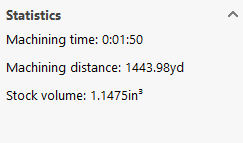 Statistics
Machining time: 0:01:50
Machining distance: 1443.98yd
Stock volume: 1.1475in³